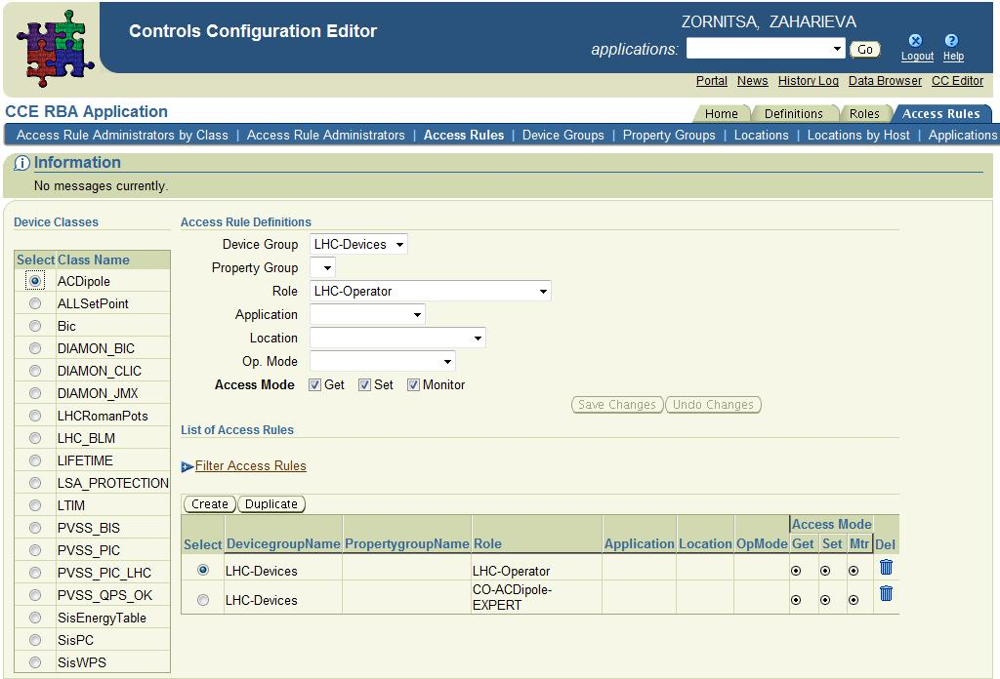 ZORNITSA, ZAHARIEVA
Controls Configuration Editor
applications: Go
Logout Help
Portal News History Log Data Browser CC Editor
CCE RBA Application
Home Definitions Roles Access Rules
Access Rule Administrators by Class | Access Rule Administrators | Access Rules | Device Groups | Property Groups | Locations | Locations by Host | Applications
Information
No messages currently.
Device Classes
Select Class Name
ACDipole
ALLSetPoint
Bic
DIAMON_BIC
DIAMON_CLIC
DIAMON_JMX
LHCRomanPots
LHC_BLM
LIFETIME
LSA_PROTECTION
LTIM
PVSS_BIS
PVSS_PIC
PVSS_PIC_LHC
PVSS_QPS_OK
SisEnergyTable
SisPC
SisWPS
Access Rule Definitions
Device Group LHC-Devices
Property Group
Role LHC-Operator
Application
Location
Op. Mode
Access Mode Get Set Monitor
Save Changes Undo Changes
List of Access Rules
Filter Access Rules
Create Duplicate
Access Mode
Select DevicegroupName PropertygroupName Role Application Location OpMode Get Set Mtr Del
LHC-Devices LHC-Operator
LHC-Devices CO-ACDipole-
EXPERT